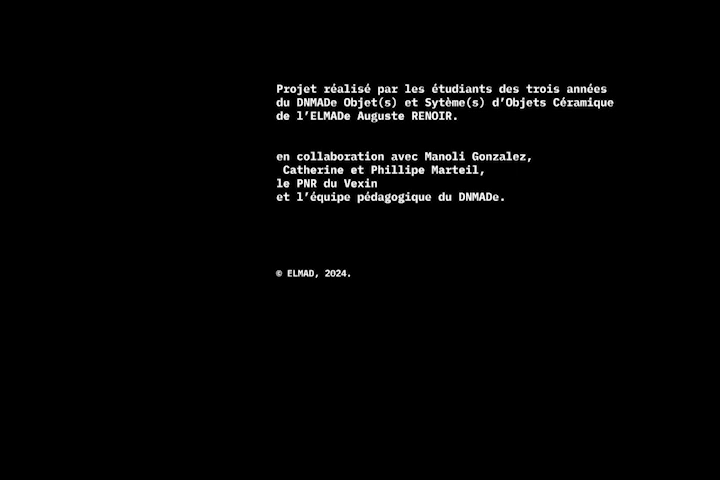 Projet réalisé par les étudiants des trois années
du DNMADe Objet(s) et Sytème(s) d’Objets Céramique
de l’ELMADe Auguste RENOIR.
en collaboration avec Manoli Gonzalez,
Catherine et Phillipe Marteil,
le PNR du Vexin
et l’équipe pédagogique du DNMADe.
© ELMAD, 2024.